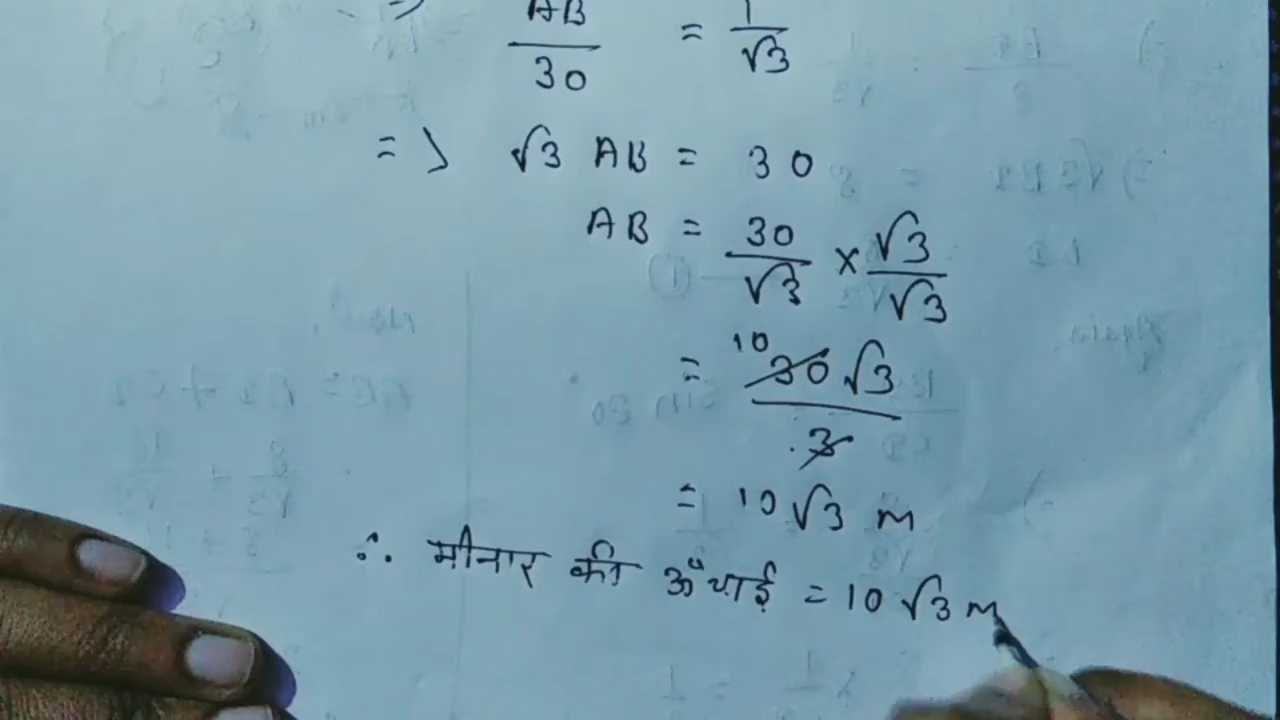 => AB/30 = 1/√3
=> √3 AB = 30
AB = 30/√3 × √3/√3
= 10 30√3/3
= 10√3 m
∴ मीनार की ऊँचाई = 10√3 m